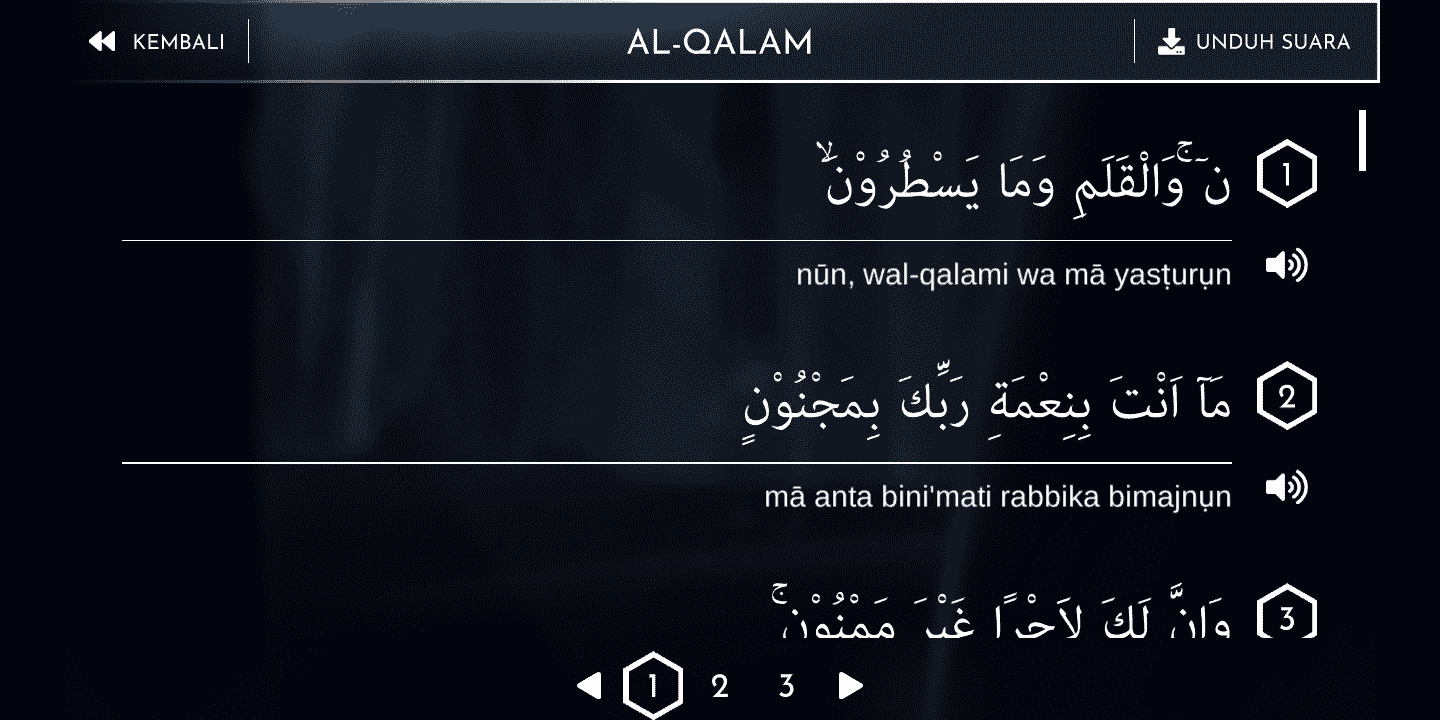 KEMBALI
AL-QALAM
UNDUH SUARA
1
نۤ ۚوَالْقَلَمِ وَمَا يَسْطُرُوْنَۙ
nūn, wal-qalami wa mā yasṭurụn
2
مَآ اَنْتَ بِنِعْمَةِ رَبِّكَ بِمَجْنُوْنٍ
mā anta bini'mati rabbika bimajnụn
3
وَاِنَّ لَكَ لَاَجْرًا غَيْرَ مَمْنُوْنٍۚ
1 2 3